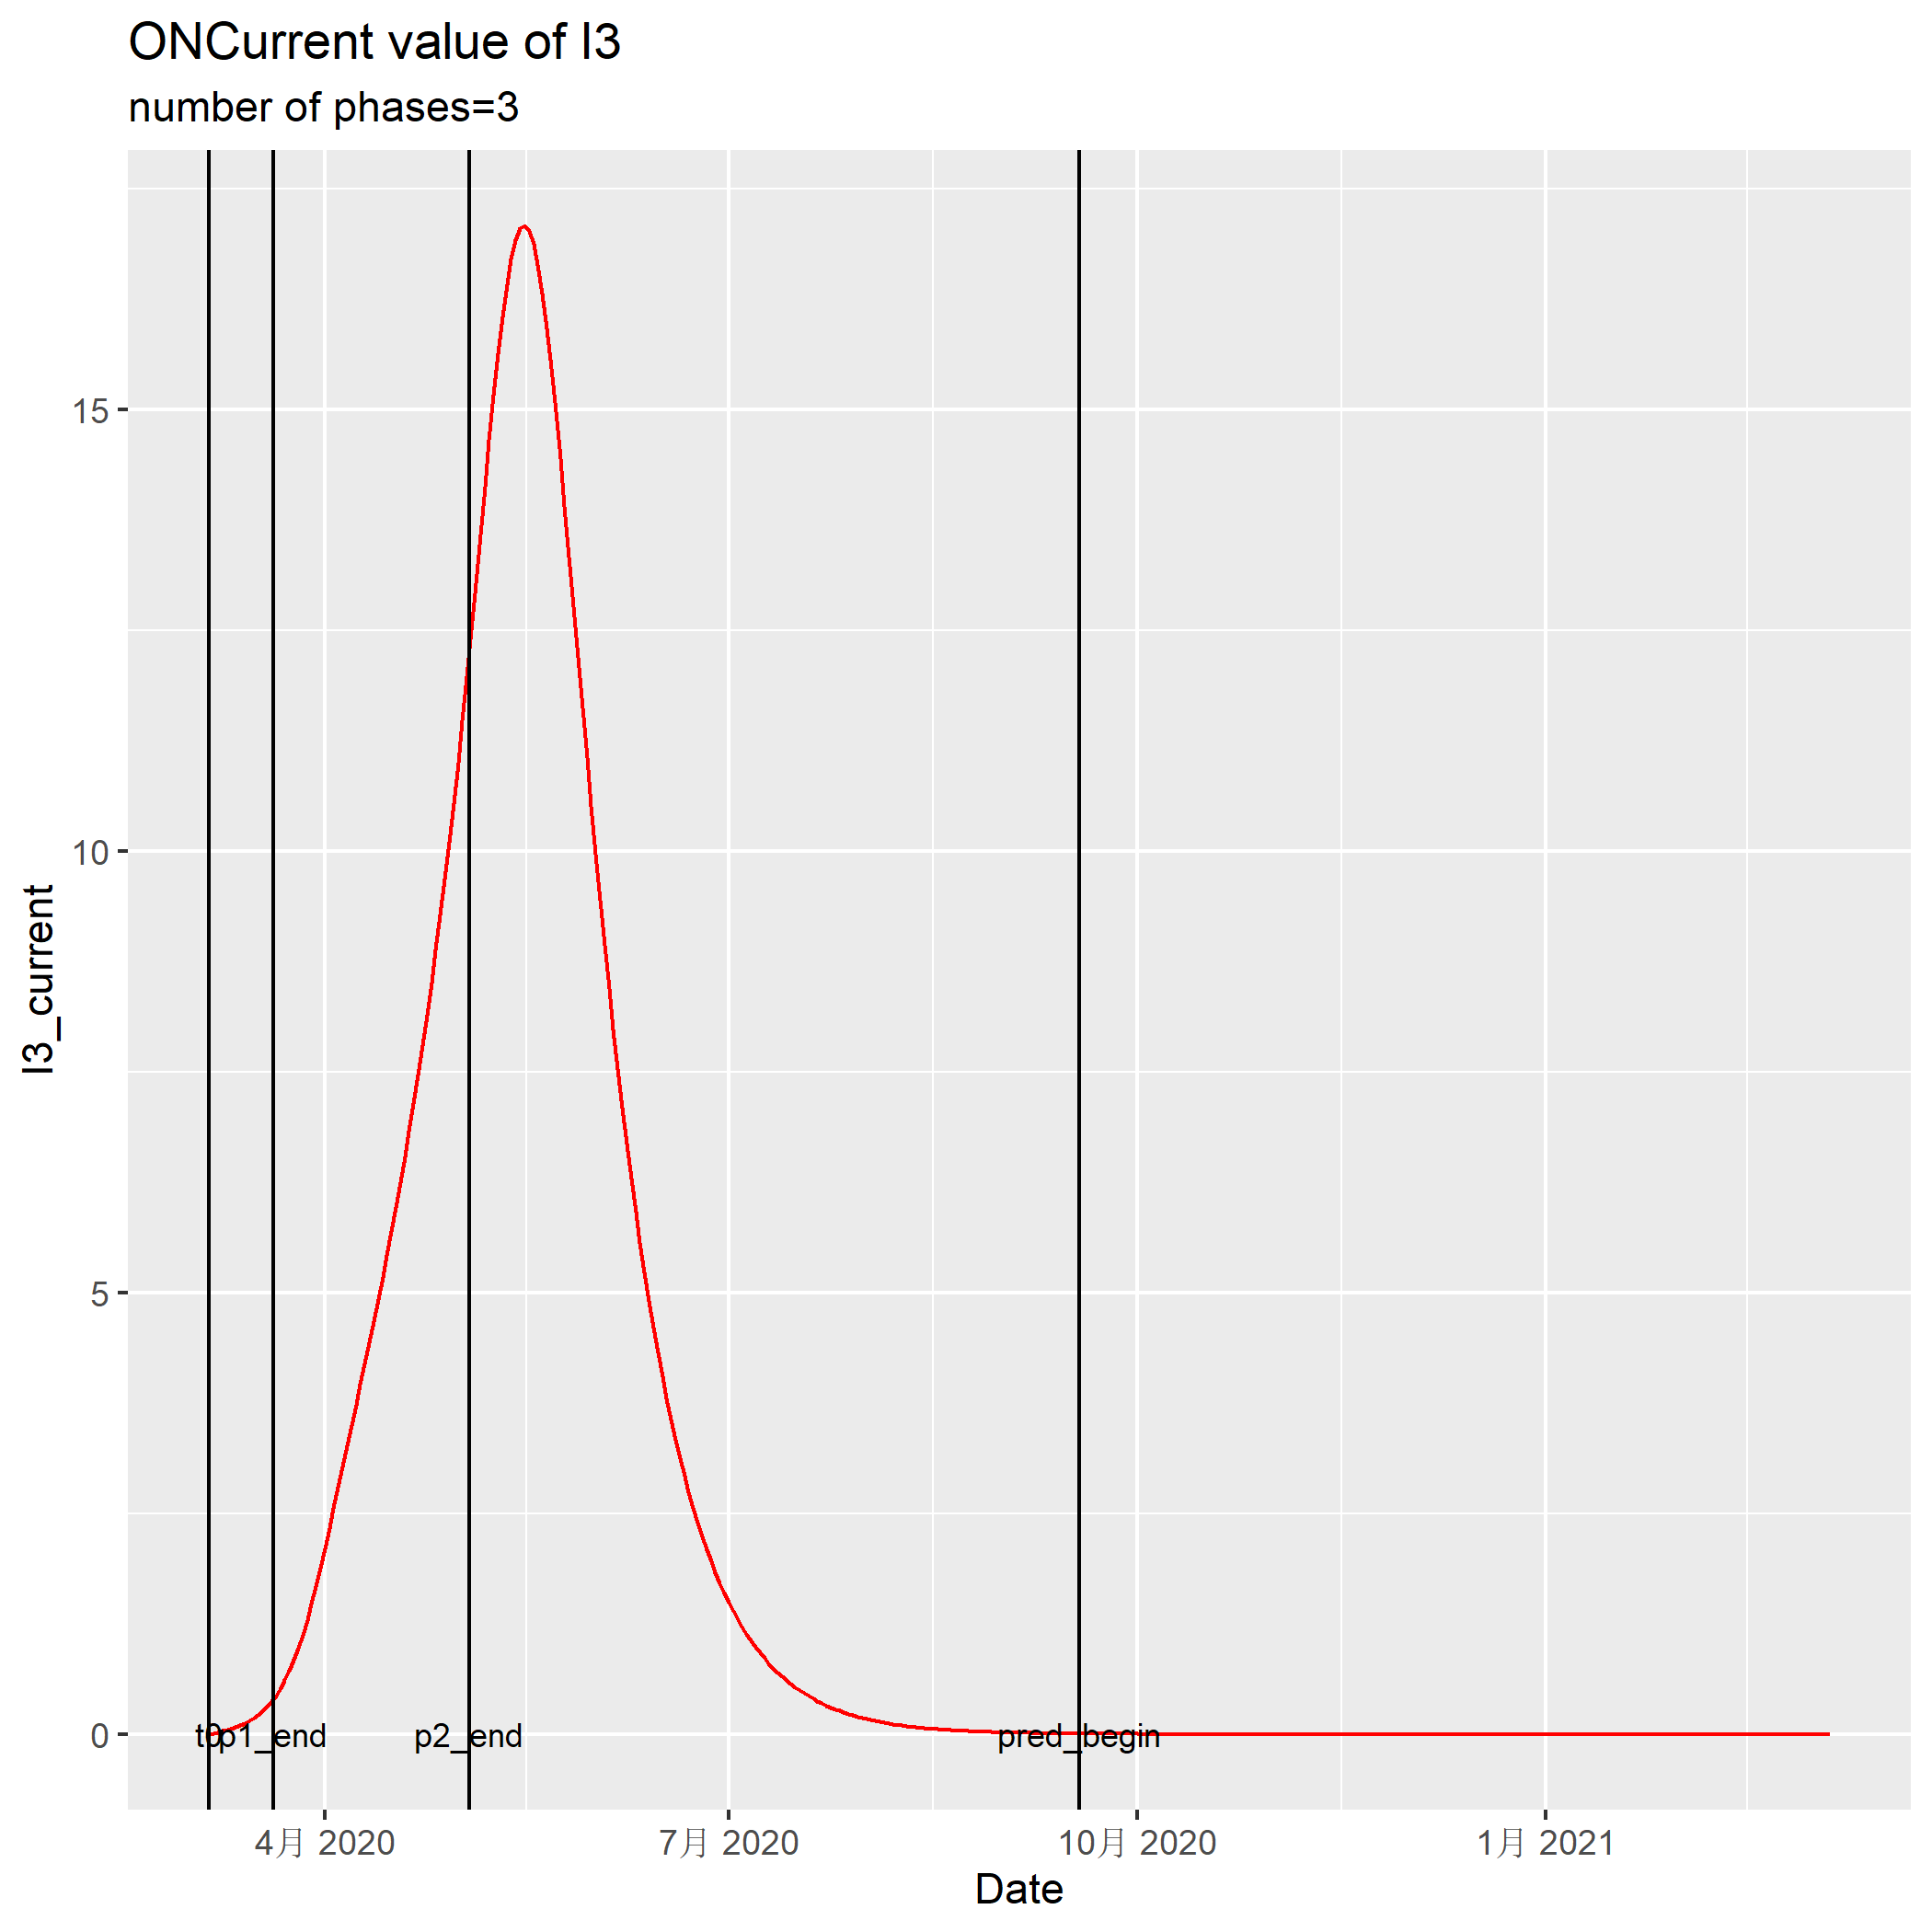 ONCurrent value of I3
number of phases=3
I3_current
15
10
5
0
t0
p1_end
p2_end
pred_begin
4月 2020
7月 2020
10月 2020
1月 2021
Date